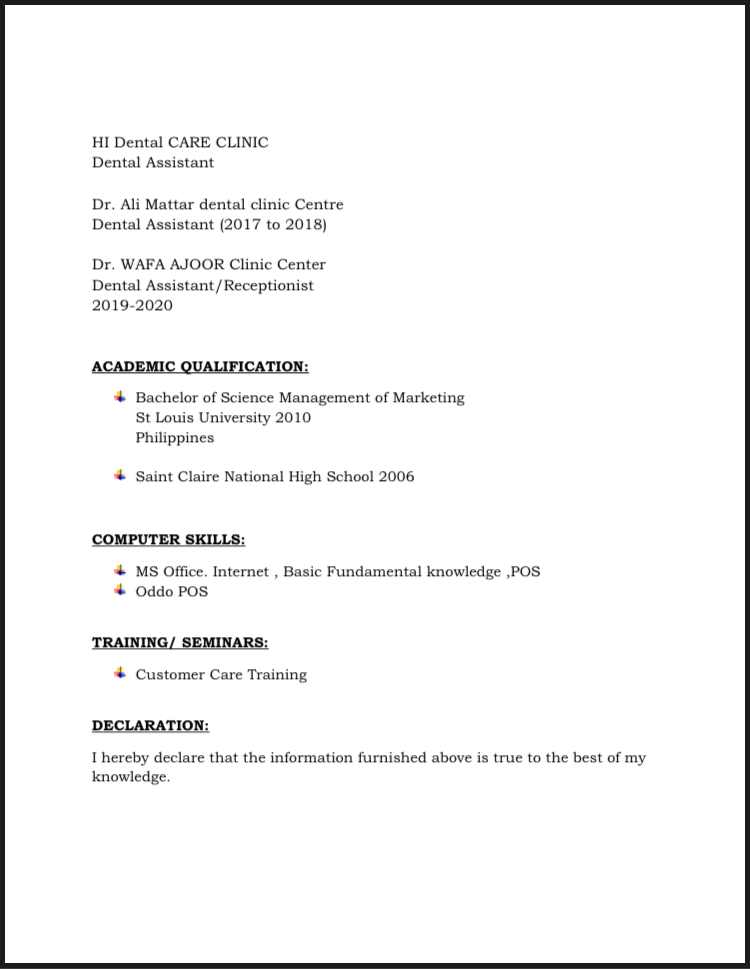 HI Dental CARE CLINIC
Dental Assistant
Dr. Ali Mattar dental clinic Centre
Dental Assistant (2017 to 2018)
Dr. WAFA AJOOR Clinic Center
Dental Assistant/Receptionist
2019-2020
ACADEMIC QUALIFICATION:
Bachelor of Science Management of Marketing
St Louis University 2010
Philippines
Saint Claire National High School 2006
COMPUTER SKILLS:
MS Office. Internet , Basic Fundamental knowledge ,POS
Oddo POS
TRAINING/ SEMINARS:
Customer Care Training
DECLARATION:
I hereby declare that the information furnished above is true to the best of my
knowledge.